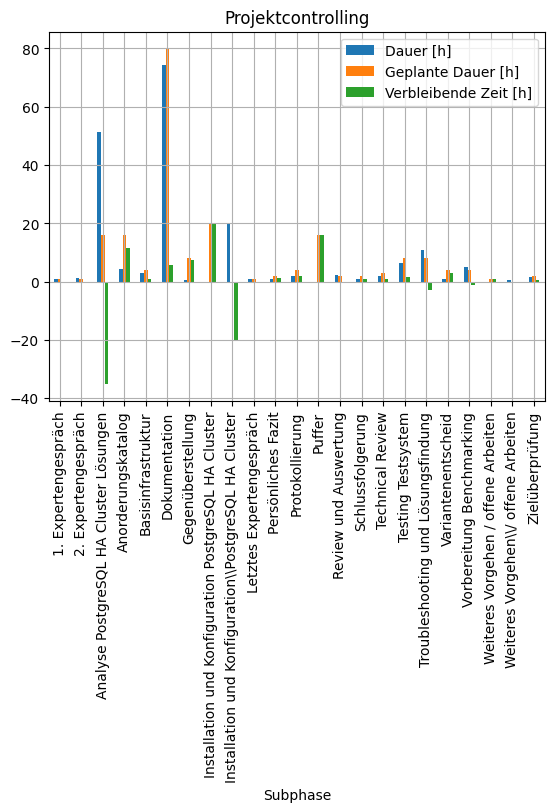 Projektcontrolling
Dauer [h]
Geplante Dauer [h]
Verbleibende Zeit [h]
80
60
40
20
0
−20
−40
1. Expertengespräch
2. Expertengespräch
Analyse PostgreSQL HA Cluster Lösungen
Anorderungskatalog
Basisinfrastruktur
Dokumentation
Gegenüberstellung
Installation und Konfiguration PostgreSQL HA Cluster
Installation und Konfiguration\\PostgreSQL HA Cluster
Letztes Expertengespräch
Persönliches Fazit
Protokollierung
Puffer
Review und Auswertung
Schlussfolgerung
Technical Review
Testing Testsystem
Troubleshooting und Lösungsfindung
Variantenentscheid
Vorbereitung Benchmarking
Weiteres Vorgehen / offene Arbeiten
Weiteres Vorgehen\\/ offene Arbeiten
Zielüberprüfung
Subphase